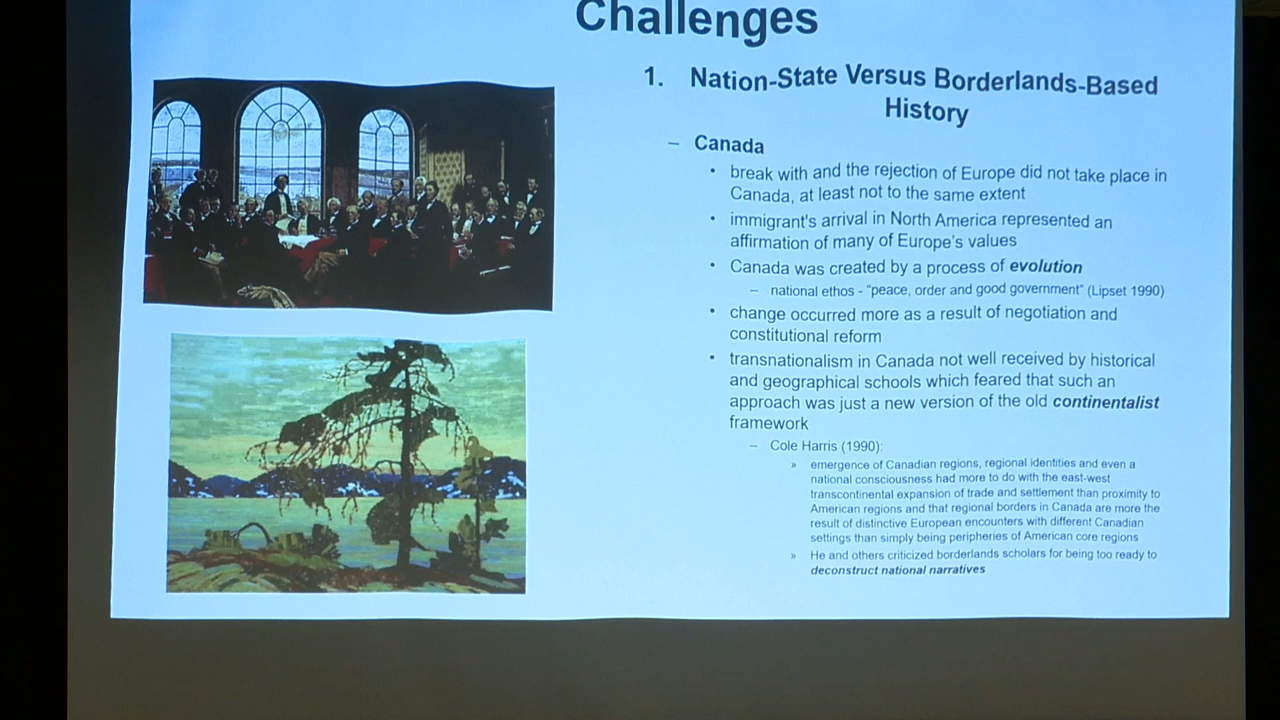 Challenges
1. Nation-State Versus Borderlands-Based
History
– Canada
• break with and the rejection of Europe did not take place in
Canada, at least not to the same extent
• immigrant's arrival in North America represented an
affirmation of many of Europe's values
• Canada was created by a process of evolution
– national ethos - "peace, order and good government" (Lipset 1990)
• change occurred more as a result of negotiation and
constitutional reform
• transnationalism in Canada not well received by historical
and geographical schools which feared that such an
approach was just a new version of the old continentalist
framework
– Cole Harris (1990):
» emergence of Canadian regions, regional identities and even a
national consciousness had more to do with the east-west
transcontinental expansion of trade and settlement than proximity to
American regions and that regional borders in Canada are more the
result of distinctive European encounters with different Canadian
settings than simply being peripheries of American core regions
» He and others criticized borderlands scholars for being too ready to
deconstruct national narratives